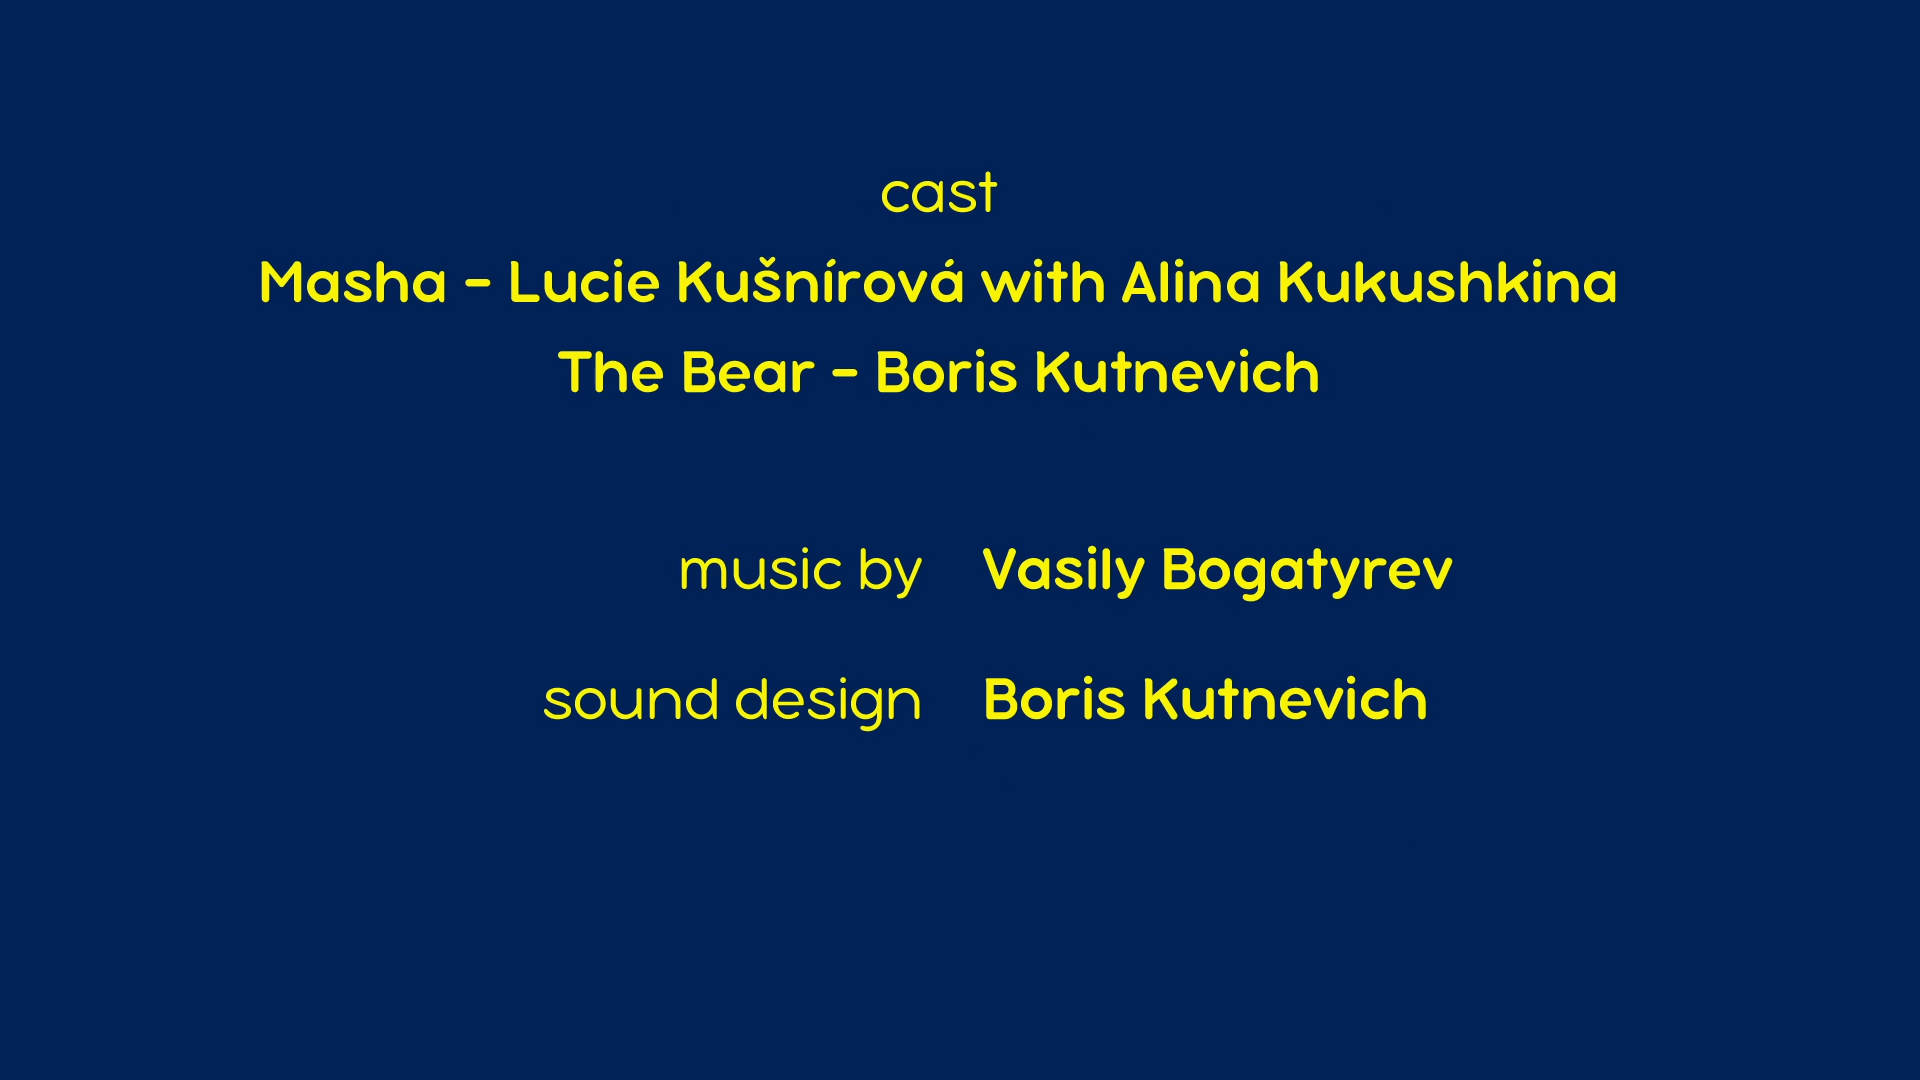 cast
Masha - Lucie Kušnírová with Alina Kukushkina
The Bear - Boris Kutnevich
music by Vasily Bogatyrev
sound design Boris Kutnevich